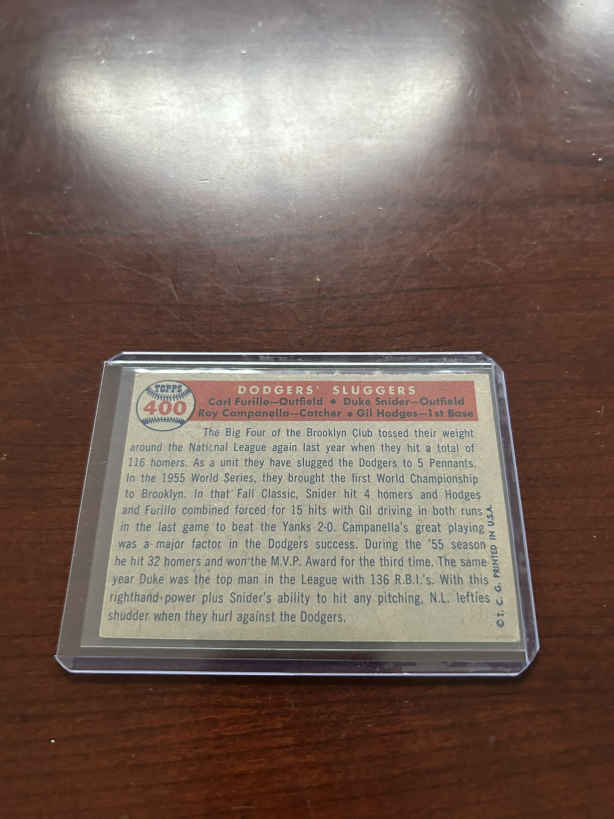 TOPPS
400
DODGERS' SLUGGERS
Carl Furillo—Outfield • Duke Snider—Outfield
Roy Campanella—Catcher • Gil Hodges—1st Base
The Big Four of the Brooklyn Club tossed their weight
around the National League again last year when they hit a total of
116 homers. As a unit they have slugged the Dodgers to 5 Pennants.
In the 1955 World Series, they brought the first World Championship
to Brooklyn. In that Fall Classic, Snider hit 4 homers and Hodges
and Furillo combined forced for 15 hits with Gil driving in both runs
in the last game to beat the Yanks 2-0. Campanella's great playing
was a major factor in the Dodgers success. During the '55 season
he hit 32 homers and won the M.V.P. Award for the third time. The same
year Duke was the top man in the League with 136 R.B.I.'s. With this
righthand-power plus Snider's ability to hit any pitching, N.L. lefties
shudder when they hurl against the Dodgers.
©T. C. G. PRINTED IN U.S.A.